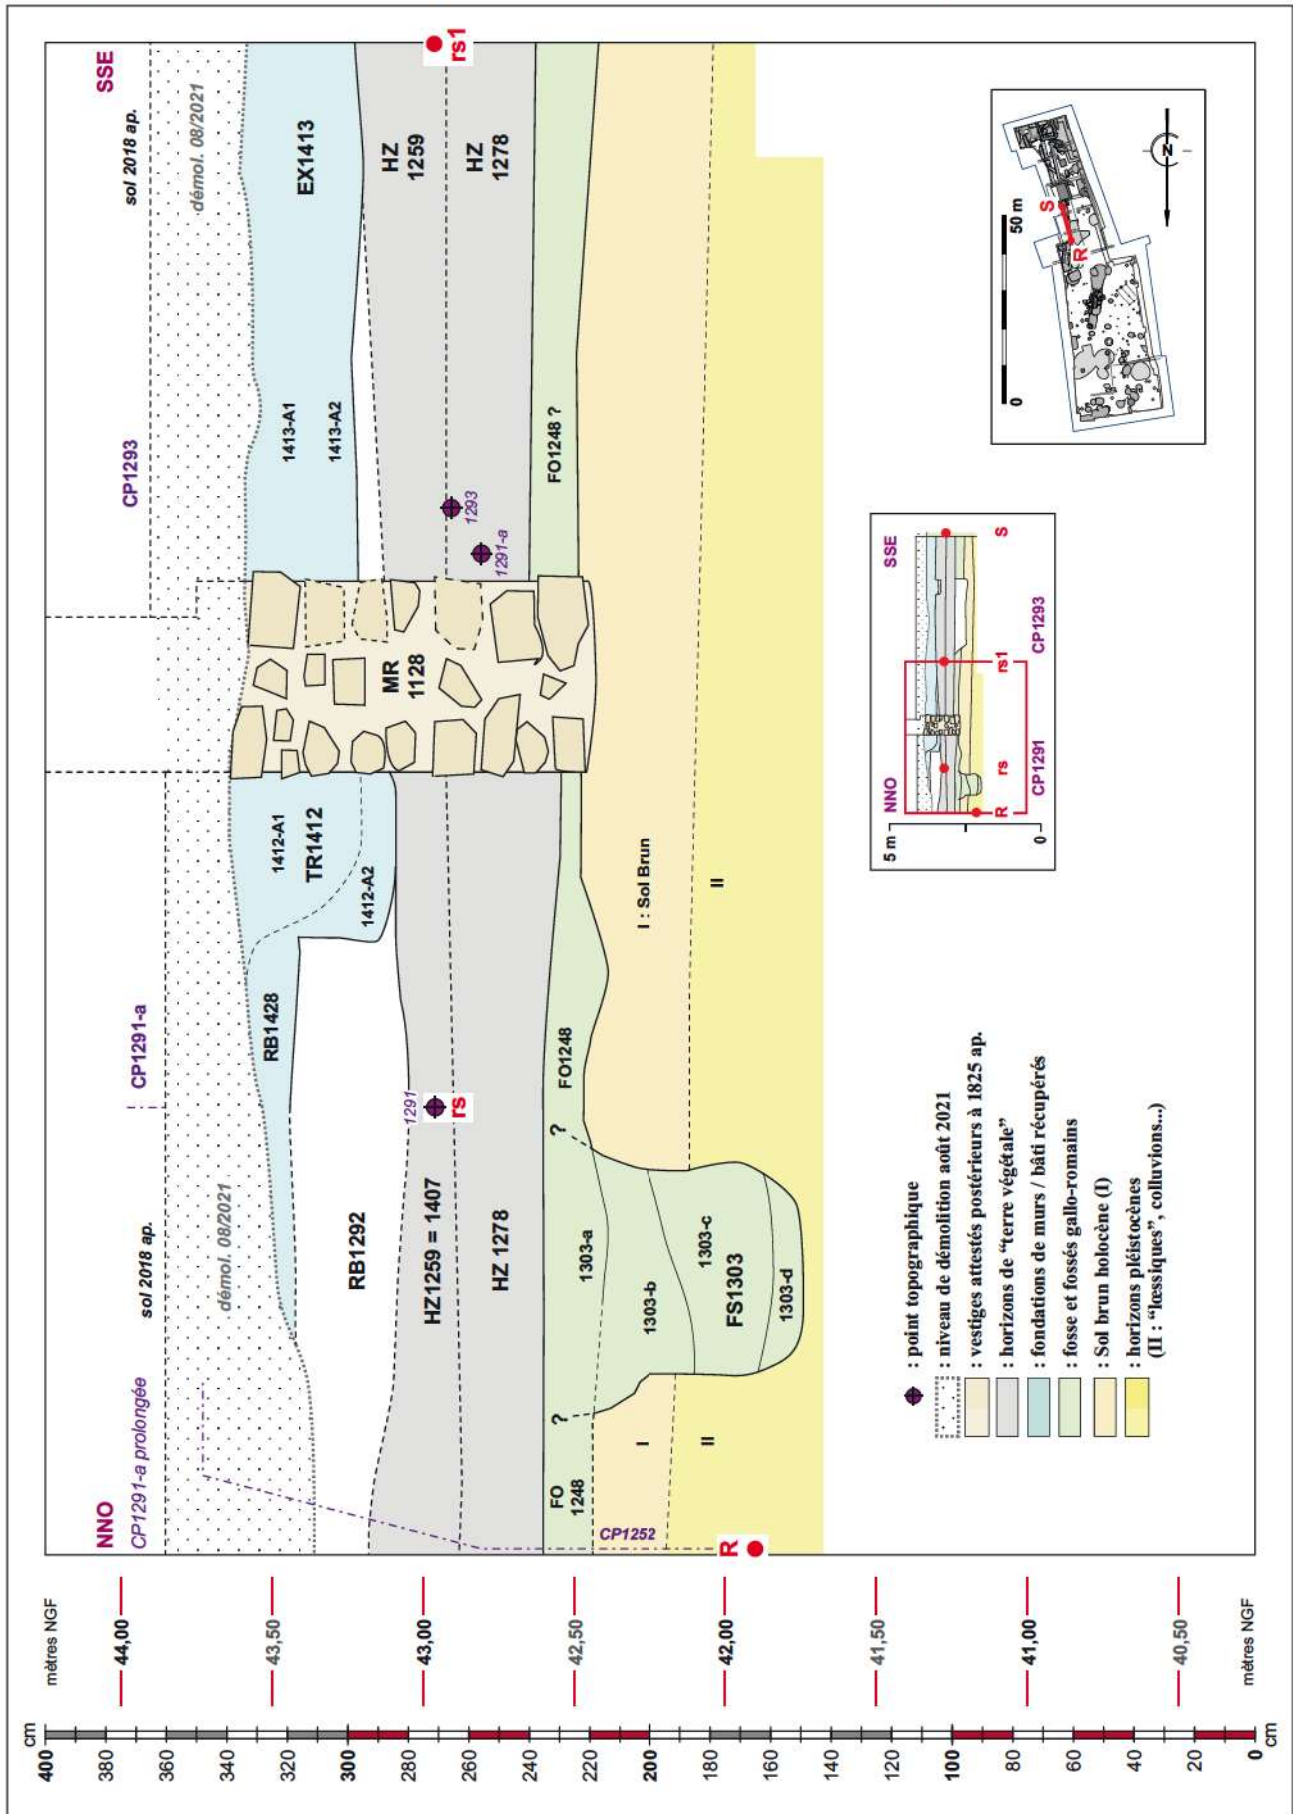 NNO
SSE
CP1291-a prolongée
CP1291-a
CP1293
sol 2018 ap.
sol 2018 ap.
démol. 08/2021
démol. 08/2021
RB1428
1412-A1
TR1412
1412-A2
EX1413
1413-A1
1413-A2
RB1292
MR
1128
1291
rs
rs1
HZ1259 = 1407
HZ
1259
HZ 1278
HZ
1278
1293
1291-a
FO
1248
?
?
FO1248
FO1248 ?
1303-a
1303-b
1303-c
FS1303
1303-d
I
II
I : Sol Brun
II
CP1252
R
mètres NGF
44,00
43,50
43,00
42,50
42,00
41,50
41,00
40,50
mètres NGF
cm
400
380
360
340
320
300
280
260
240
220
200
180
160
140
120
100
80
60
40
20
0
cm
: point topographique
: niveau de démolition août 2021
: vestiges attestés postérieurs à 1825 ap.
: horizons de “terre végétale”
: fondations de murs / bâti récupérés
: fosse et fossés gallo-romains
: Sol brun holocène (I)
: horizons pléistocènes
(II : “lœssiques”, colluvions...)
5 m
0
NNO
SSE
R
rs
rs1
S
CP1291
CP1293
0
50 m
R
S
N